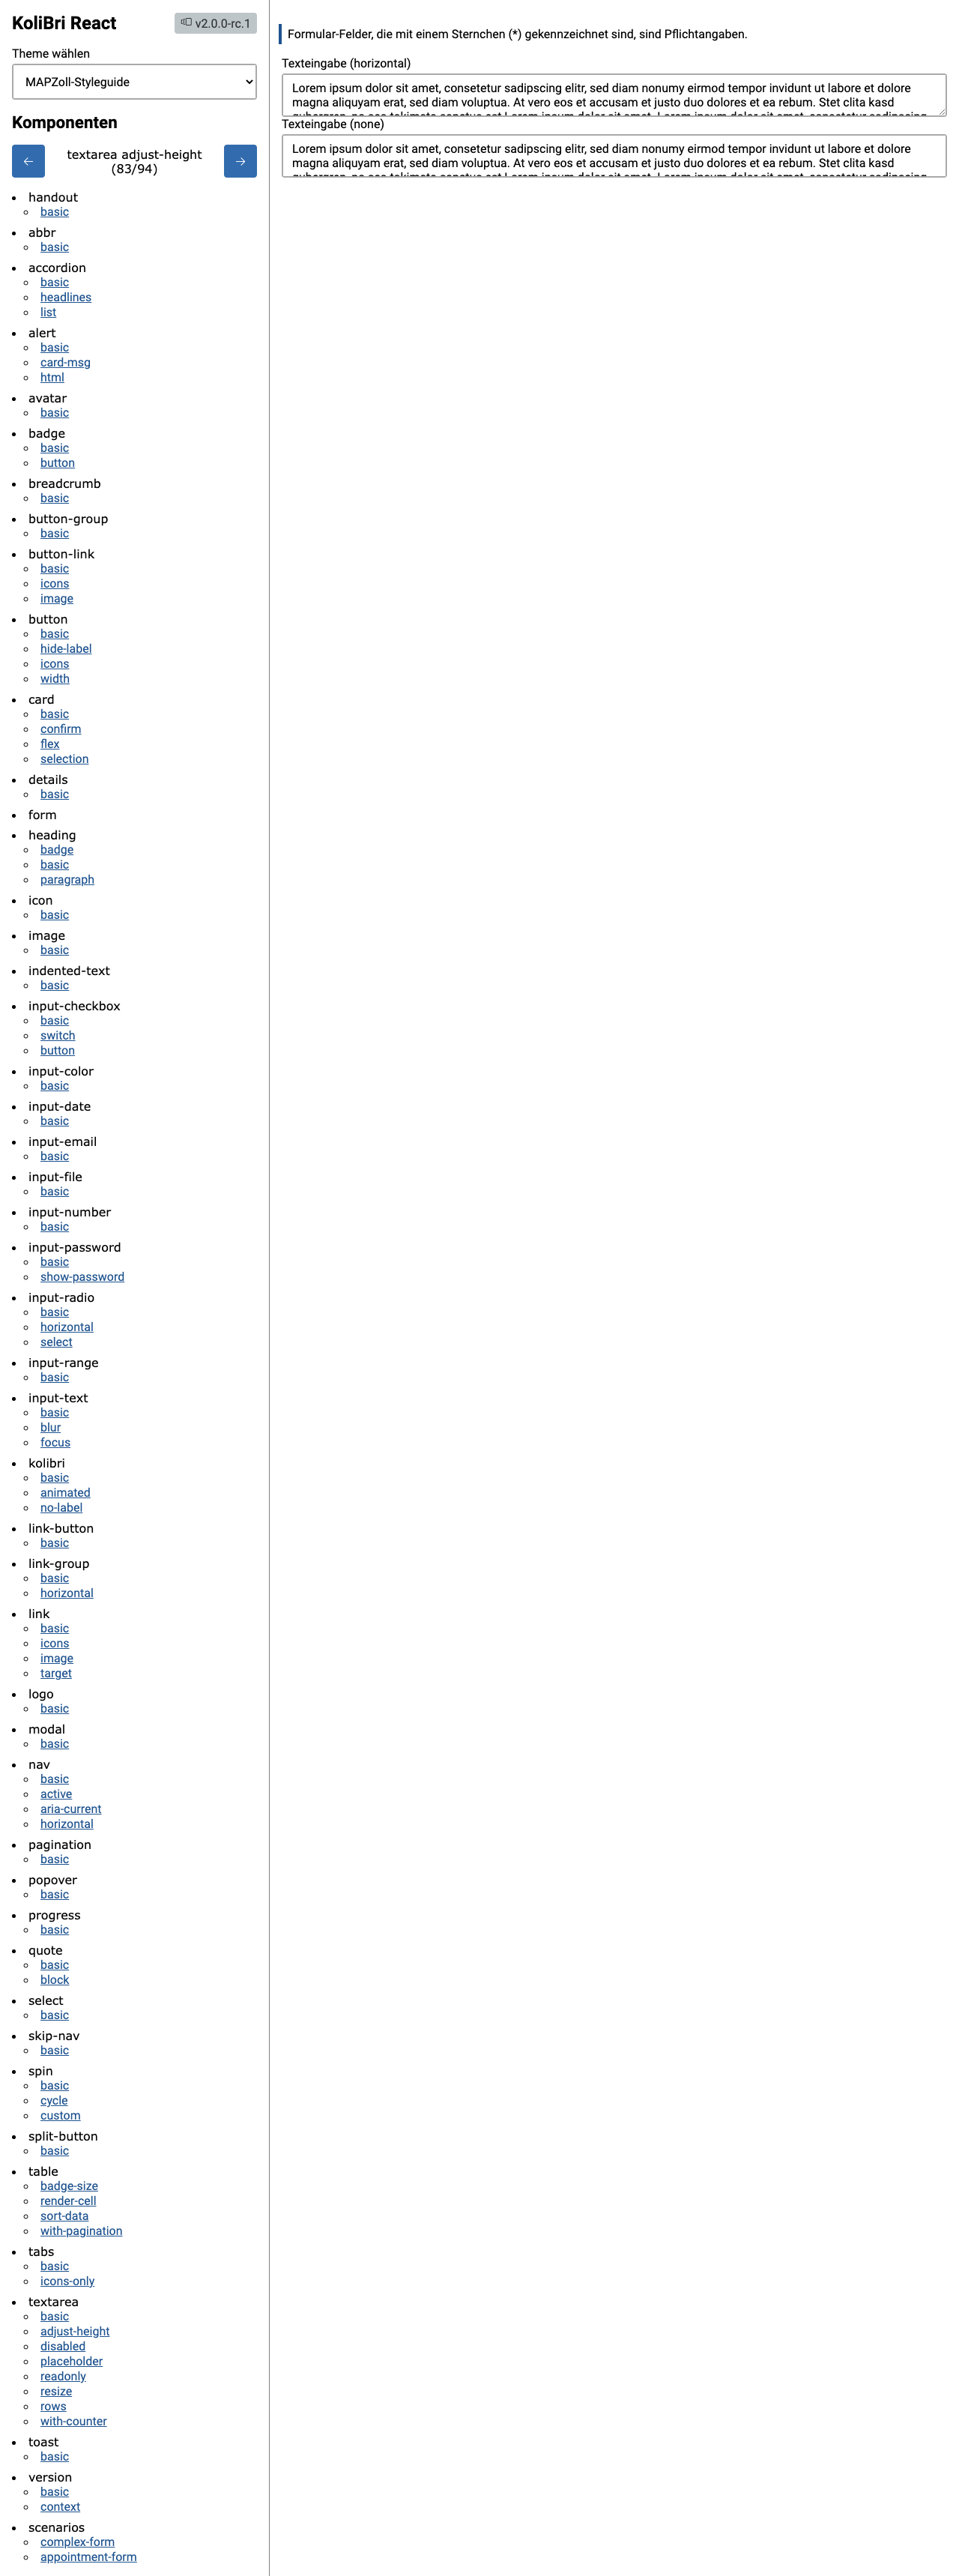 KoliBri React
v2.0.0-rc.1
Theme wählen
MAPZoll-Styleguide
Komponenten
←
textarea adjust-height
(83/94)
→
handout
basic
abbr
basic
accordion
basic
headlines
list
alert
basic
card-msg
html
avatar
basic
badge
basic
button
breadcrumb
basic
button-group
basic
button-link
basic
icons
image
button
basic
hide-label
icons
width
card
basic
confirm
flex
selection
details
basic
form
heading
badge
basic
paragraph
icon
basic
image
basic
indented-text
basic
input-checkbox
basic
switch
button
input-color
basic
input-date
basic
input-email
basic
input-file
basic
input-number
basic
input-password
basic
show-password
input-radio
basic
horizontal
select
input-range
basic
input-text
basic
blur
focus
kolibri
basic
animated
no-label
link-button
basic
link-group
basic
horizontal
link
basic
icons
image
target
logo
basic
modal
basic
nav
basic
active
aria-current
horizontal
pagination
basic
popover
basic
progress
basic
quote
basic
block
select
basic
skip-nav
basic
spin
basic
cycle
custom
split-button
basic
table
badge-size
render-cell
sort-data
with-pagination
tabs
basic
icons-only
textarea
basic
adjust-height
disabled
placeholder
readonly
resize
rows
with-counter
toast
basic
version
basic
context
scenarios
complex-form
appointment-form
Formular-Felder, die mit einem Sternchen (*) gekennzeichnet sind, sind Pflichtangaben.
Texteingabe (horizontal)
Lorem ipsum dolor sit amet, consetetur sadipscing elitr, sed diam nonumy eirmod tempor invidunt ut labore et dolore
magna aliquyam erat, sed diam voluptua. At vero eos et accusam et justo duo dolores et ea rebum. Stet clita kasd
Texteingabe (none)
Lorem ipsum dolor sit amet, consetetur sadipscing elitr, sed diam nonumy eirmod tempor invidunt ut labore et dolore
magna aliquyam erat, sed diam voluptua. At vero eos et accusam et justo duo dolores et ea rebum. Stet clita kasd